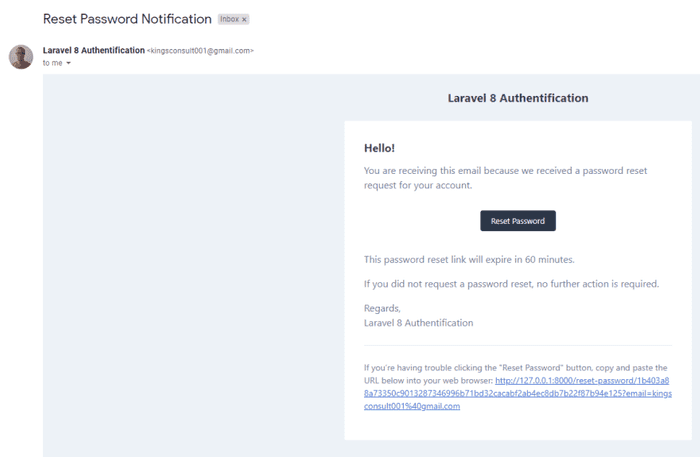 Reset Password Notification Inbox x
Laravel 8 Authentification <kingsconsult001@gmail.com>
to me
Laravel 8 Authentification
Hello!
You are receiving this email because we received a password reset
request for your account.
Reset Password
This password reset link will expire in 60 minutes.
If you did not request a password reset, no further action is required.
Regards,
Laravel 8 Authentification
If you're having trouble clicking the "Reset Password" button, copy and paste the
URL below into your web browser: http://127.0.0.1:8000/reset-password/1b403a8
8a73350c9013287346996b71bd32cacabf2ab4ec8db7b22f87b94e125?email=kings
consult001%40gmail.com